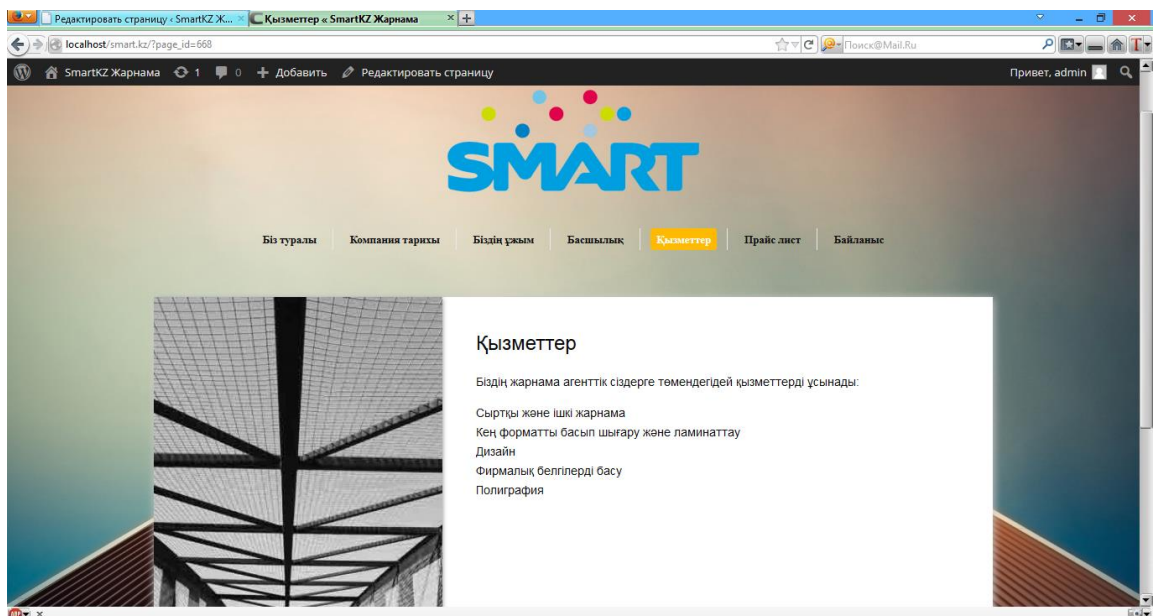 Редактировать страницу ‹ SmartKZ Ж... Қызметтер « SmartKZ Жарнама
localhost/smart.kz/?page_id=668 Поиск@Mail.Ru
SmartKZ Жарнама 1 0 + Добавить Редактировать страницу Привет, admin
SMART
Біз туралы Компания тарихы Біздің ұжым Басшылық Қызметтер Прайс лист Байланыс
Қызметтер
Біздің жарнама агенттік сіздерге төмендегідей қызметтерді ұсынады:
Сыртқы және ішкі жарнама
Кең форматты басып шығару және ламинаттау
Дизайн
Фирмалық белгілерді басу
Полиграфия
ABP